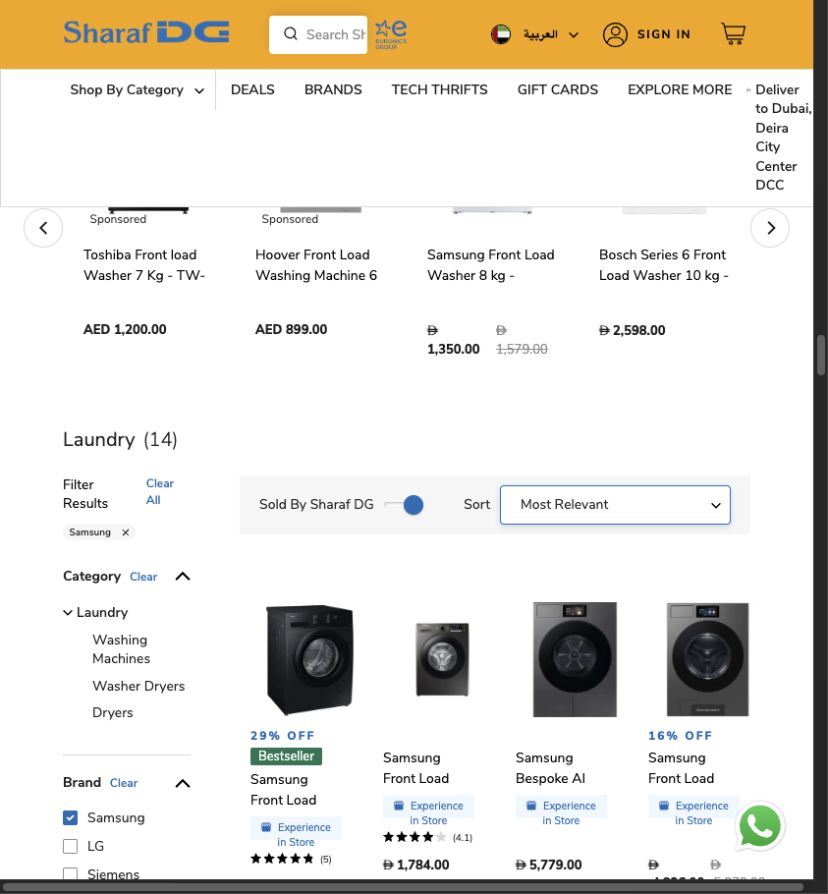 Sharaf DG
Search Sh
e
EURONICS
GROUP
العربية
SIGN IN
Shop By Category
DEALS
BRANDS
TECH THRIFTS
GIFT CARDS
EXPLORE MORE
Deliver
to Dubai,
Deira
City
Center
DCC
Sponsored
Toshiba Front load
Washer 7 Kg - TW-
AED 1,200.00
Sponsored
Hoover Front Load
Washing Machine 6
AED 899.00
Samsung Front Load
Washer 8 kg -
1,350.00
1,579.00
Bosch Series 6 Front
Load Washer 10 kg -
2,598.00
Laundry (14)
Filter
Results
Clear
All
Samsung ×
Category Clear
Laundry
Washing
Machines
Washer Dryers
Dryers
Brand Clear
Samsung
LG
Siemens
Sold By Sharaf DG
Sort
Most Relevant
29% OFF
Bestseller
Samsung
Front Load
Experience
in Store
(5)
Samsung
Front Load
Experience
in Store
(4.1)
1,784.00
Samsung
Bespoke AI
Experience
in Store
5,779.00
16% OFF
Samsung
Front Load
Experience
in Store